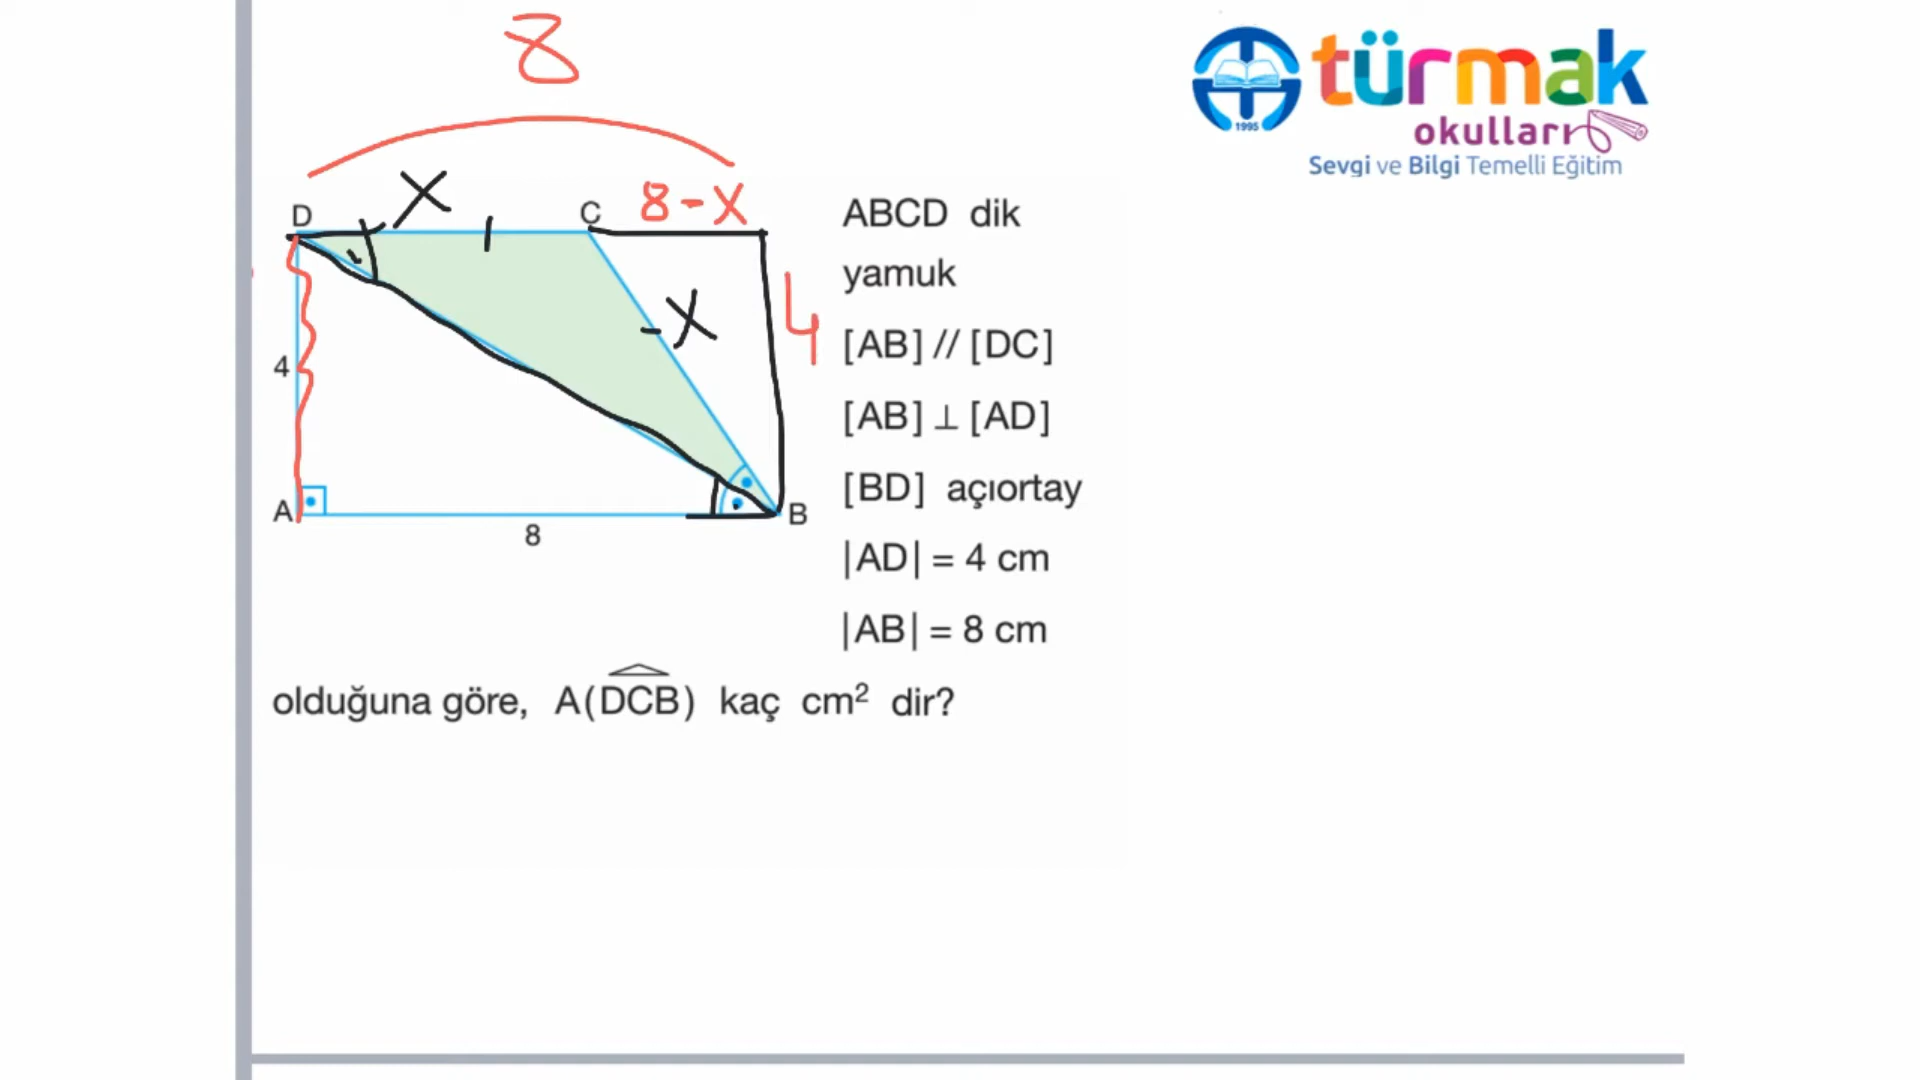 8
türmak
1995
okulları
Sevgi ve Bilgi Temelli Eğitim
x
8-x
D
C
ABCD dik
yamuk
x
4
[AB] // [DC]
4
[AB] ⊥ [AD]
[BD] açıortay
A
B
8
|AD| = 4 cm
|AB| = 8 cm
olduğuna göre, A(DCB) kaç cm² dir?